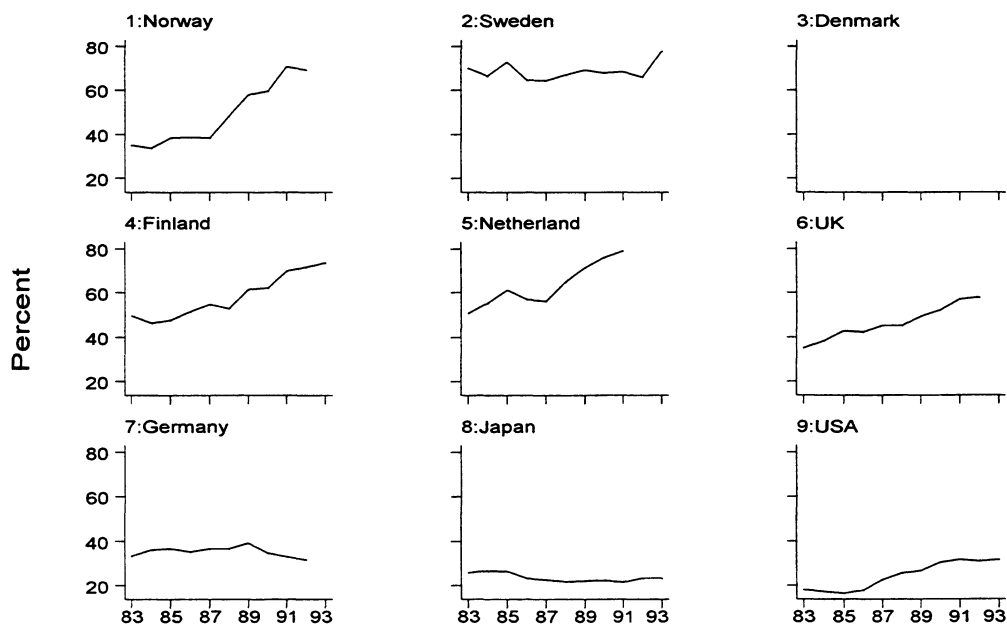 1:Norway 2:Sweden 3:Denmark
80
60
40
20
4:Finland 5:Netherland 6:UK
80
60
40
20
Percent
7:Germany 8:Japan 9:USA
80
60
40
20
83 85 87 89 91 93 83 85 87 89 91 93 83 85 87 89 91 93